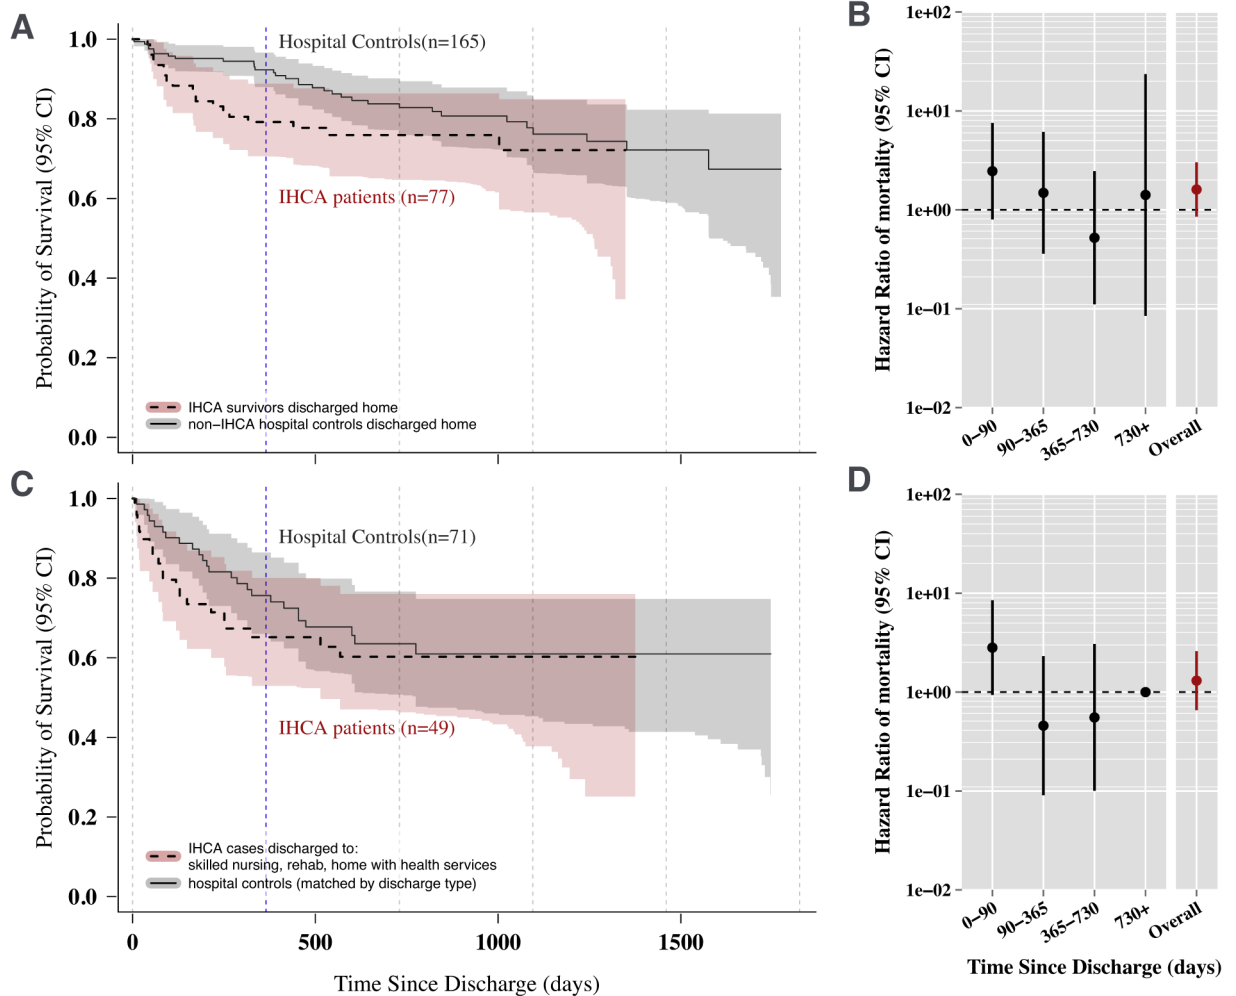 A
Probability of Survival (95% CI)
1.0
0.8
0.6
0.4
0.2
0.0
Hospital Controls(n=165)
IHCA patients (n=77)
IHCA survivors discharged home
non−IHCA hospital controls discharged home
B
Hazard Ratio of mortality (95% CI)
1e+02
1e+01
1e+00
1e−01
1e−02
0−90
90−365
365−730
730+
Overall
C
Probability of Survival (95% CI)
1.0
0.8
0.6
0.4
0.2
0.0
Hospital Controls(n=71)
IHCA patients (n=49)
IHCA cases discharged to:
skilled nursing, rehab, home with health services
hospital controls (matched by discharge type)
0
500
1000
1500
Time Since Discharge (days)
D
Hazard Ratio of mortality (95% CI)
1e+02
1e+01
1e+00
1e−01
1e−02
0−90
90−365
365−730
730+
Overall
Time Since Discharge (days)